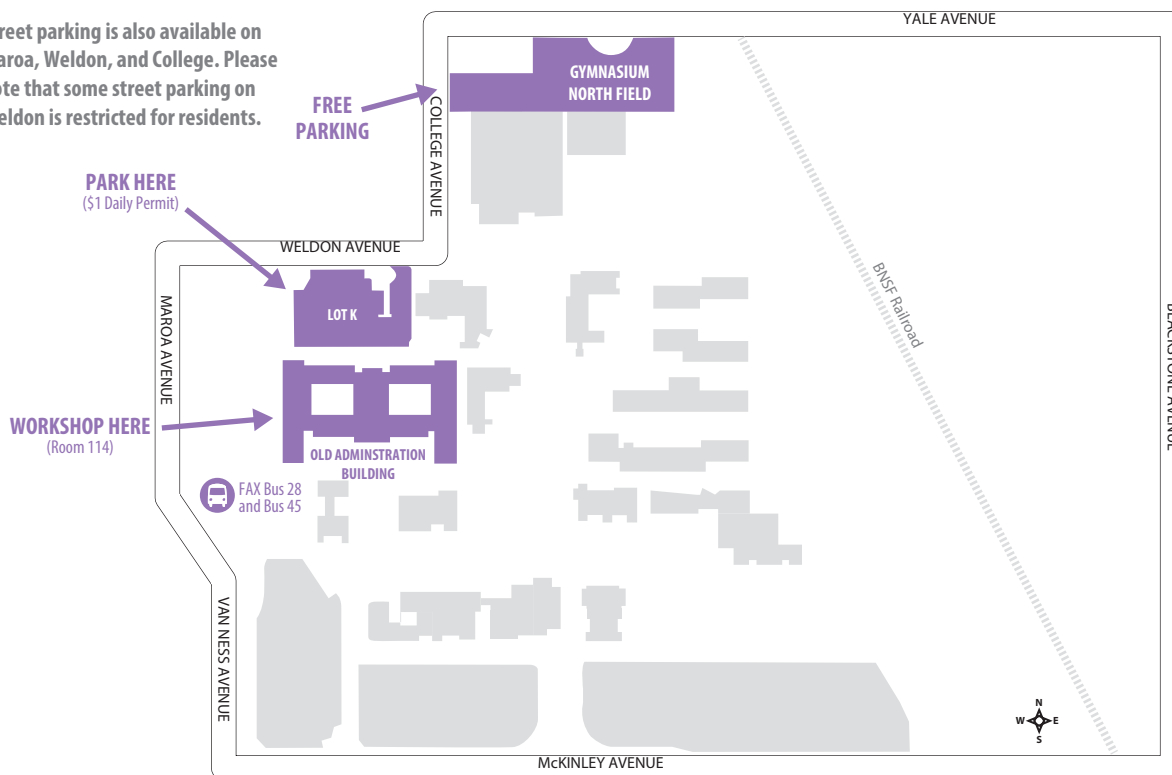 reet parking is also available on
aroa, Weldon, and College. Please
ote that some street parking on
eldon is restricted for residents.
YALE AVENUE
GYMNASIUM
NORTH FIELD
FREE
PARKING
COLLEGE AVENUE
PARK HERE
($1 Daily Permit)
WELDON AVENUE
LOT K
MAROA AVENUE
BNSF Railroad
WORKSHOP HERE
(Room 114)
OLD ADMINSTRATION
BUILDING
FAX Bus 28
and Bus 45
VAN NESS AVENUE
N
W E
S
McKINLEY AVENUE